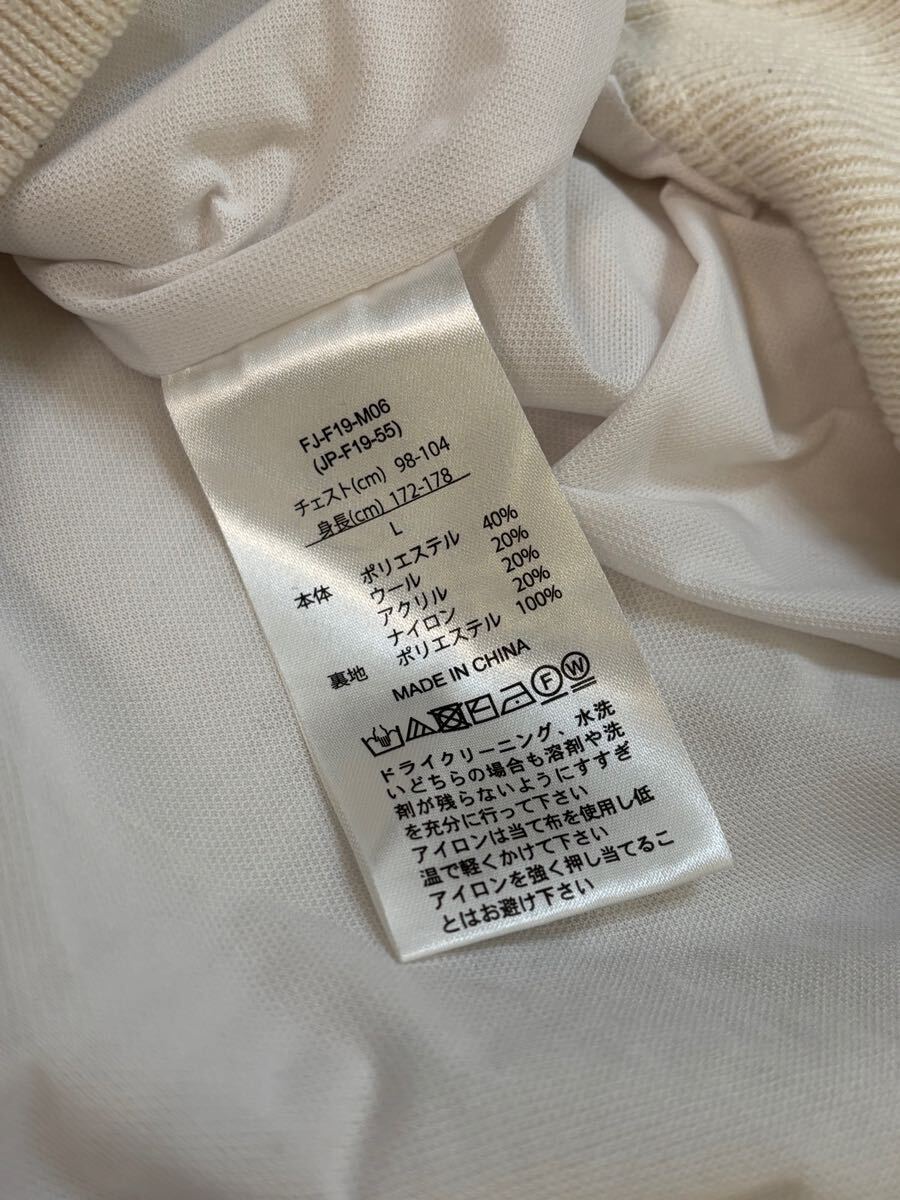 FJ-F19-M06
(JP-F19-55)
チェスト(cm) 98-104
身長(cm) 172-178
L
本体 ポリエステル 40%
ウール 20%
アクリル 20%
ナイロン 20%
裏地 ポリエステル 100%
MADE IN CHINA
F W
ドライクリーニング、水洗
いどちらの場合も溶剤や洗
剤が残らないようにすすぎ
を充分に行って下さい
アイロンは当て布を使用し低
温で軽くかけて下さい
アイロンを強く押し当てるこ
とはお避け下さい